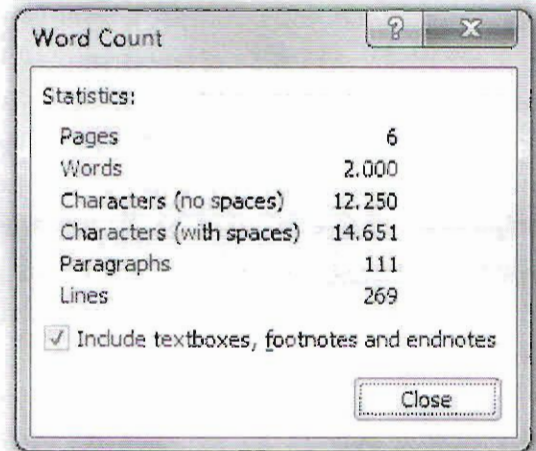 Word Count
Statistics:
Pages 6
Words 2.000
Characters (no spaces) 12.250
Characters (with spaces) 14.651
Paragraphs 111
Lines 269
Include textboxes, footnotes and endnotes
Close